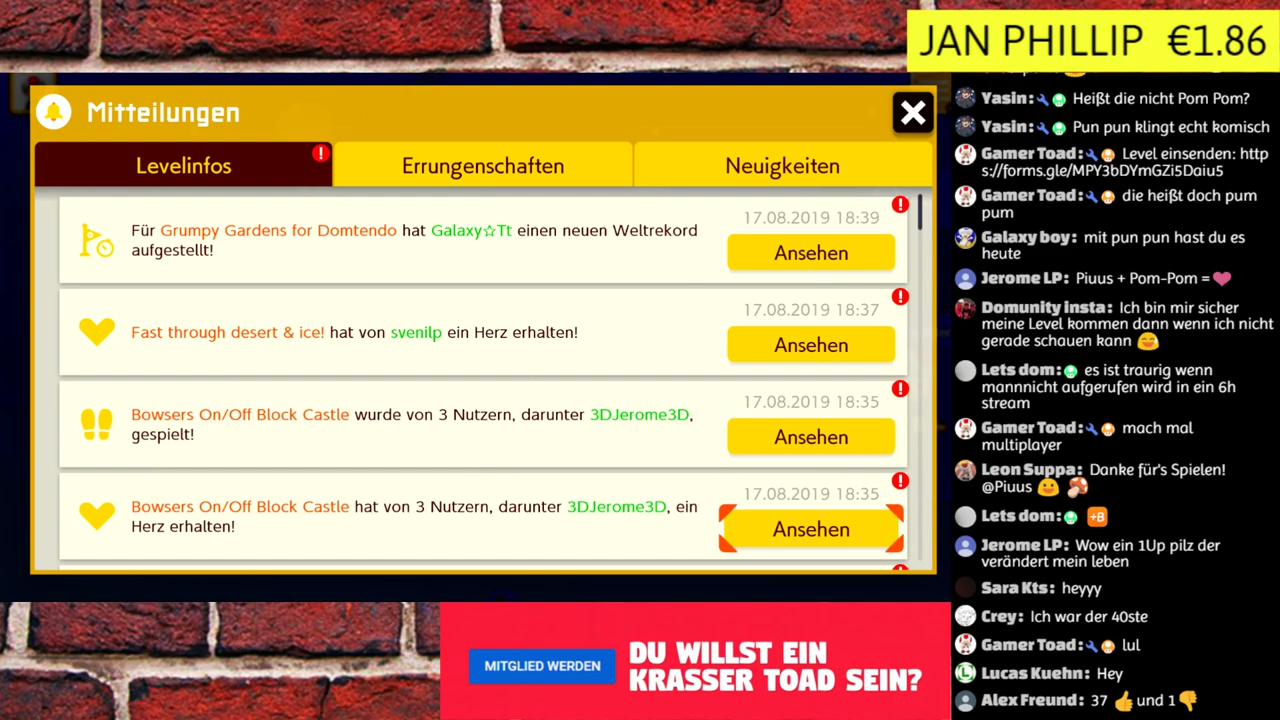 JAN PHILLIP €1.86
Mitteilungen
Levelinfos
Errungenschaften
Neuigkeiten
Für Grumpy Gardens for Domtendo hat Galaxy☆Tt einen neuen Weltrekord
aufgestellt!
17.08.2019 18:39
Ansehen
Fast through desert & ice! hat von svenilp ein Herz erhalten!
17.08.2019 18:37
Ansehen
Bowsers On/Off Block Castle wurde von 3 Nutzern, darunter 3DJerome3D,
gespielt!
17.08.2019 18:35
Ansehen
Bowsers On/Off Block Castle hat von 3 Nutzern, darunter 3DJerome3D, ein
Herz erhalten!
17.08.2019 18:35
Ansehen
MITGLIED WERDEN
DU WILLST EIN
KRASSER TOAD SEIN?
Yasin: Heißt die nicht Pom Pom?
Yasin: Pun pun klingt echt komisch
Gamer Toad: Level einsenden: http
s://forms.gle/MPY3bDYmGZi5Daiu5
Gamer Toad: die heißt doch pum
pum
Galaxy boy: mit pun pun hast du es
heute
Jerome LP: Piuus + Pom-Pom = ❤
Domunity insta: Ich bin mir sicher
meine Level kommen dann wenn ich nicht
gerade schauen kann 😄
Lets dom: es ist traurig wenn
mannnicht aufgerufen wird in ein 6h
stream
Gamer Toad: mach mal
multiplayer
Leon Suppa: Danke für's Spielen!
@Piuus 😃 🍄
Lets dom: +B
Jerome LP: Wow ein 1Up pilz der
verändert mein leben
Sara Kts: heyyy
Crey: Ich war der 40ste
Gamer Toad: lul
Lucas Kuehn: Hey
Alex Freund: 37 👍 und 1 👎